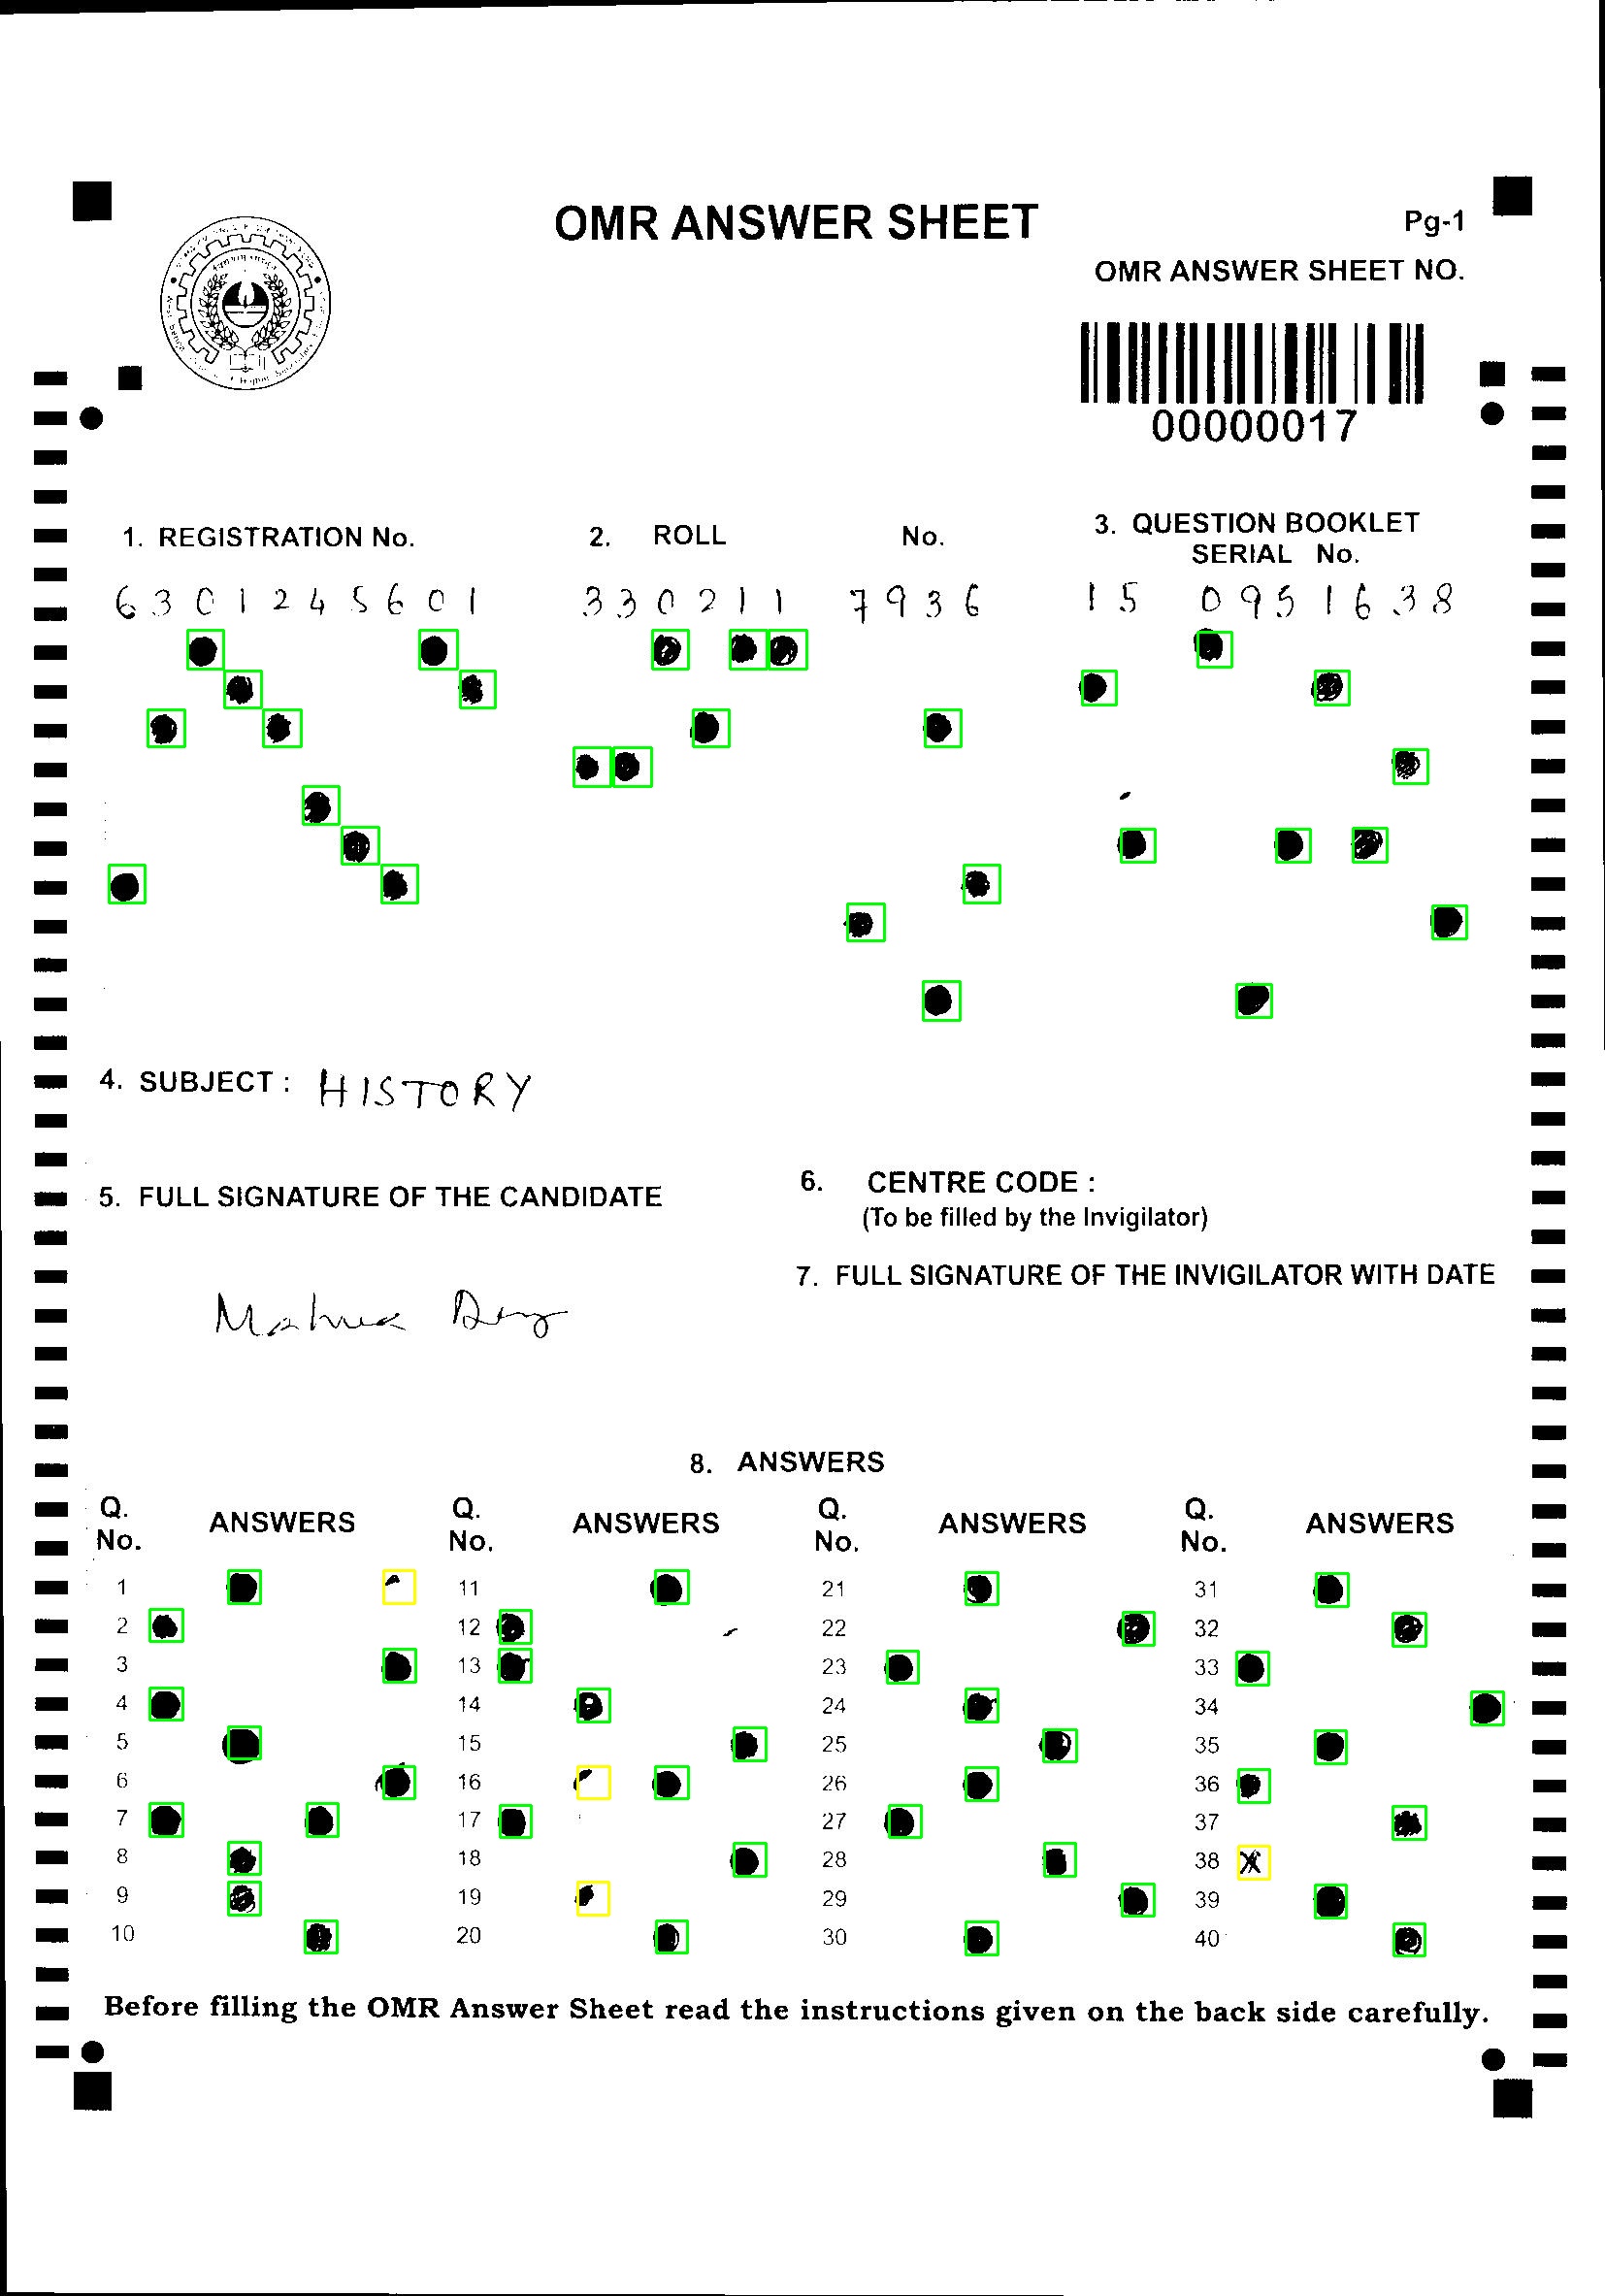 OMR ANSWER SHEET
Pg-1
OMR ANSWER SHEET NO.
00000017
1. REGISTRATION No.
2. ROLL No.
3. QUESTION BOOKLET
SERIAL No.
6301245601
330211 7936
15 0951638
4. SUBJECT : HISTORY
5. FULL SIGNATURE OF THE CANDIDATE
6. CENTRE CODE :
(To be filled by the Invigilator)
7. FULL SIGNATURE OF THE INVIGILATOR WITH DATE
Mahua Dey
8. ANSWERS
Q. No. ANSWERS Q. No. ANSWERS Q. No. ANSWERS Q. No. ANSWERS
1 11 21 31
2 12 22 32
3 13 23 33
4 14 24 34
5 15 25 35
6 16 26 36
7 17 27 37
8 18 28 38
9 19 29 39
10 20 30 40
Before filling the OMR Answer Sheet read the instructions given on the back side carefully.